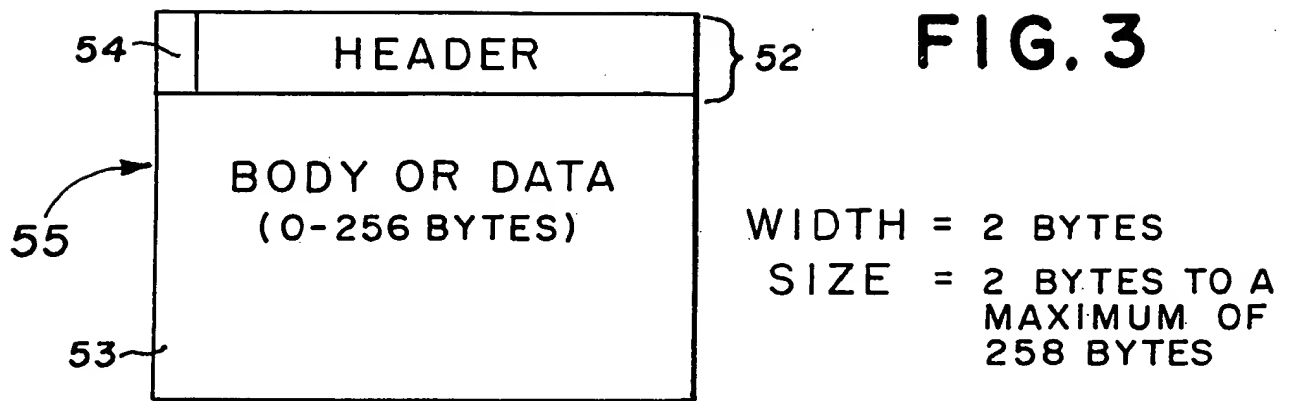 FIG. 3
54
HEADER
52
BODY OR DATA
(0-256 BYTES)
55
53
WIDTH = 2 BYTES
SIZE = 2 BYTES TO A
MAXIMUM OF
258 BYTES